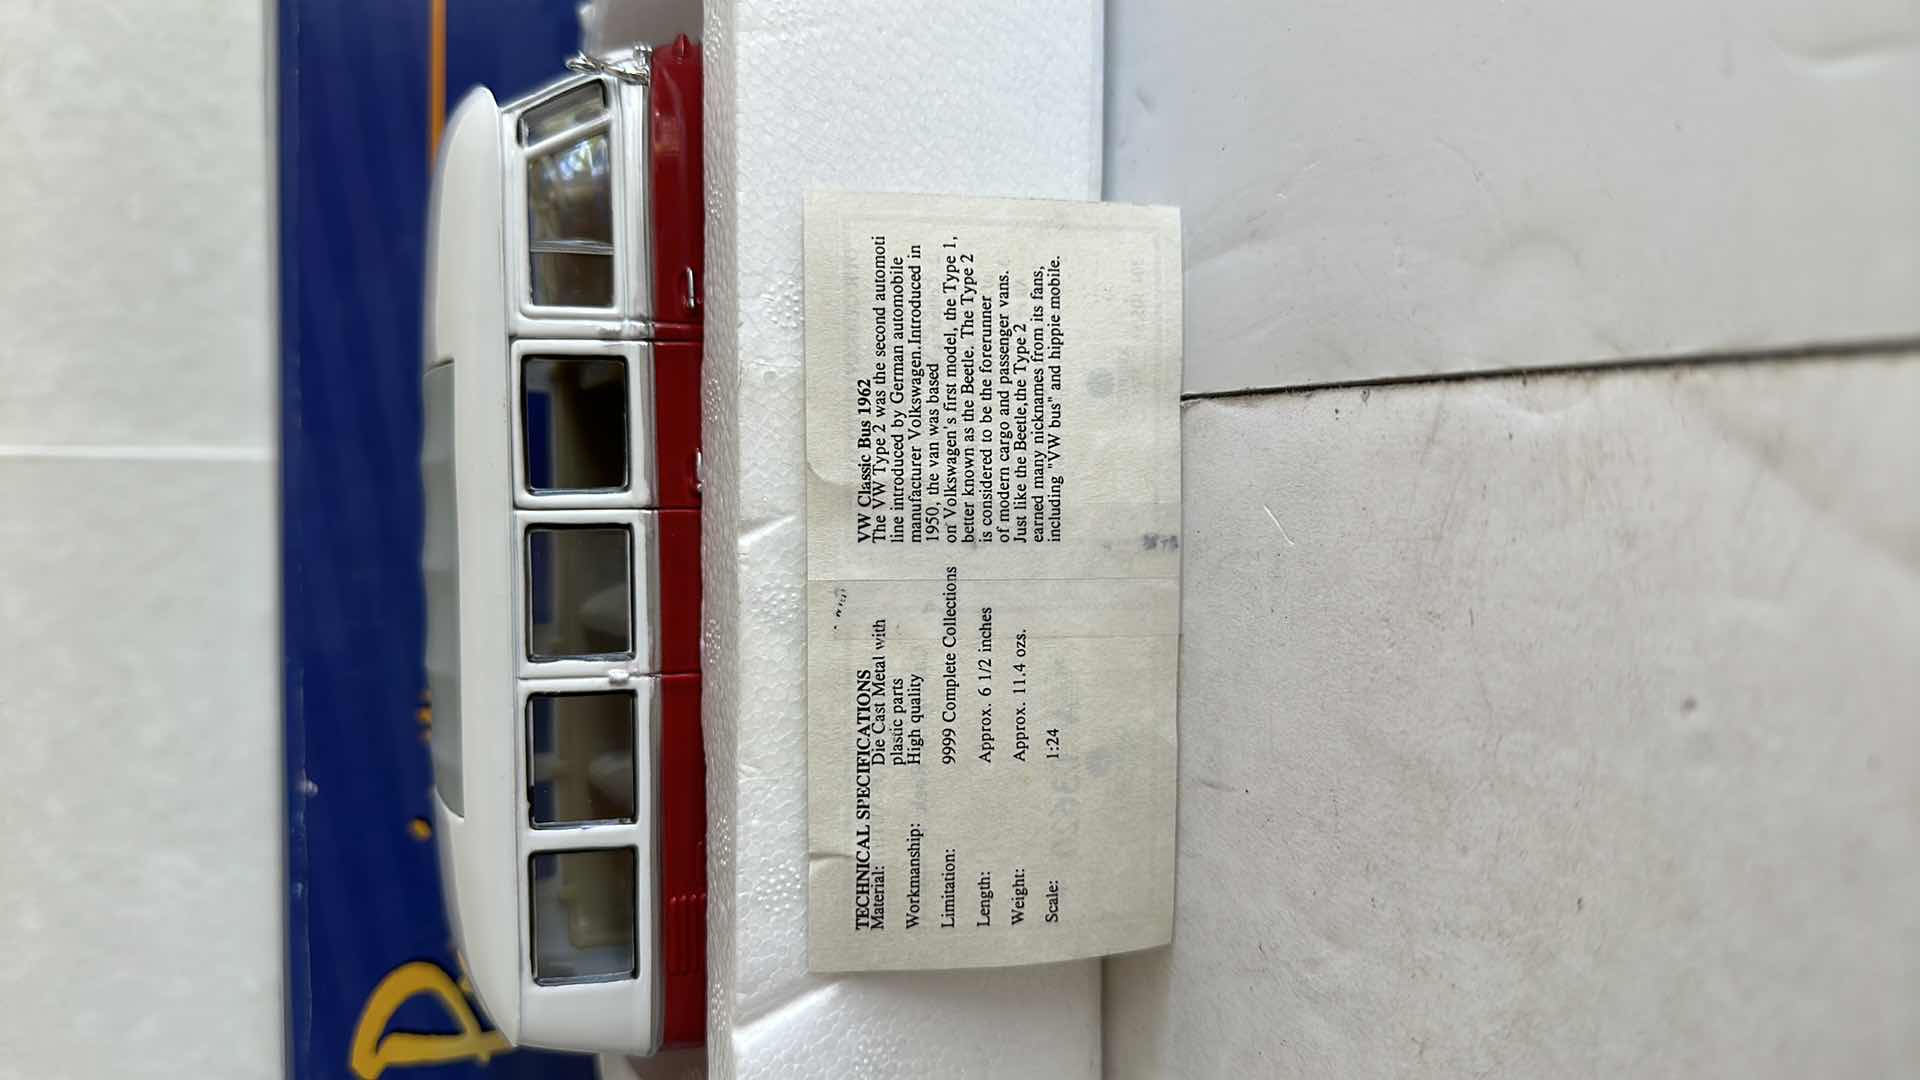 TECHNICAL SPECIFICATIONS
Material: Die Cast Metal with
plastic parts
Workmanship: High quality
Limitation: 9999 Complete Collections
Length: Approx. 6 1/2 inches
Weight: Approx. 11.4 ozs.
Scale: 1:24
VW Classic Bus 1962
The VW Type 2 was the second automoti
line introduced by German automobile
manufacturer Volkswagen.Introduced in
1950, the van was based
on Volkswagen's first model, the Type 1,
better known as the Beetle. The Type 2
is considered to be the forerunner
of modern cargo and passenger vans.
Just like the Beetle,the Type 2
earned many nicknames from its fans,
including "VW bus" and hippie mobile.